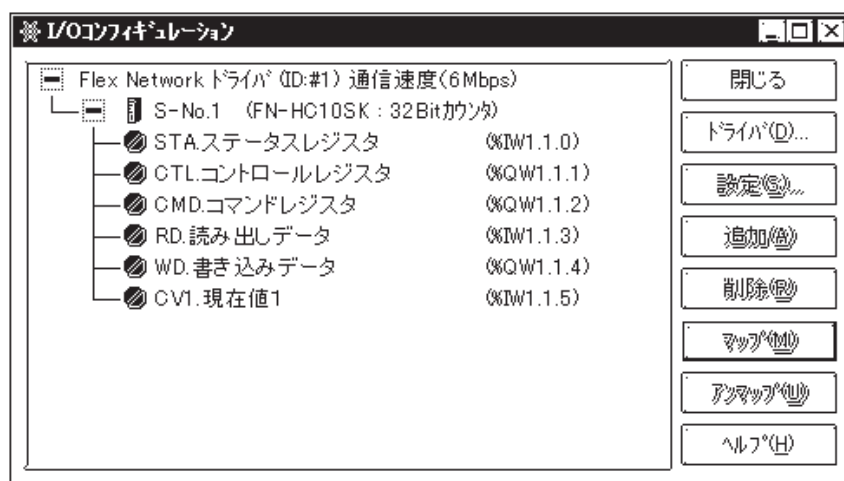 I/Oコンフィギュレーション
Flex Network ドライバ (ID:#1) 通信速度(6Mbps)
S-No.1 (FN-HC10SK : 32Bitカウンタ)
STA.ステータスレジスタ (%IW1.1.0)
CTL.コントロールレジスタ (%QW1.1.1)
CMD.コマンドレジスタ (%QW1.1.2)
RD.読み出しデータ (%IW1.1.3)
WD.書き込みデータ (%QW1.1.4)
CV1.現在値1 (%IW1.1.5)
閉じる
ドライバ(D)...
設定(S)...
追加(A)
削除(R)
マップ(M)
アンマップ(U)
ヘルプ(H)